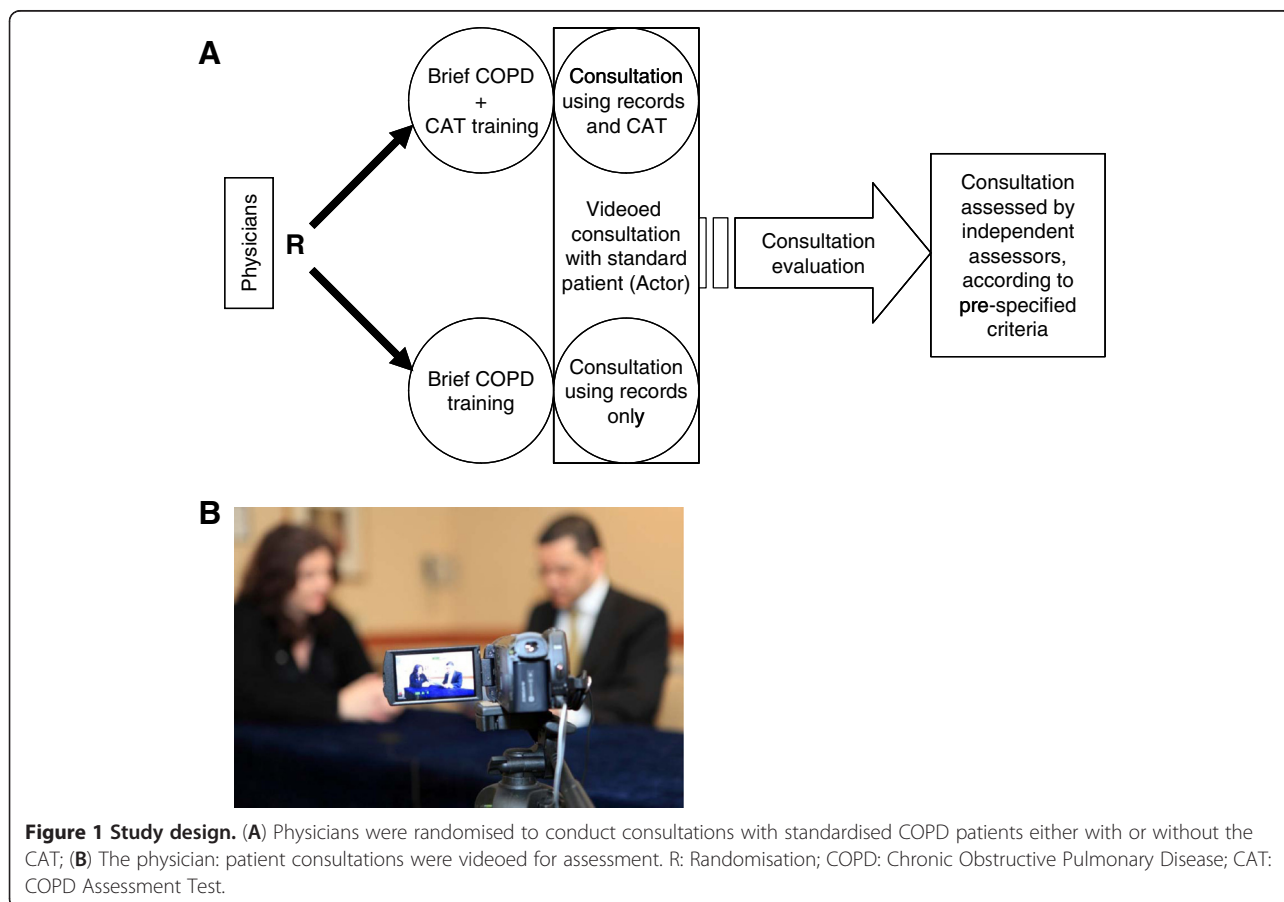 A
Brief COPD
+
CAT training
Consultation
using records
and CAT
Physicians
R
Videoed
consultation
with standard
patient (Actor)
Consultation
evaluation
Consultation
assessed by
independent
assessors,
according to
pre-specified
criteria
Brief COPD
training
Consultation
using records
only
B
Figure 1 Study design. (A) Physicians were randomised to conduct consultations with standardised COPD patients either with or without the
CAT; (B) The physician: patient consultations were videoed for assessment. R: Randomisation; COPD: Chronic Obstructive Pulmonary Disease; CAT:
COPD Assessment Test.